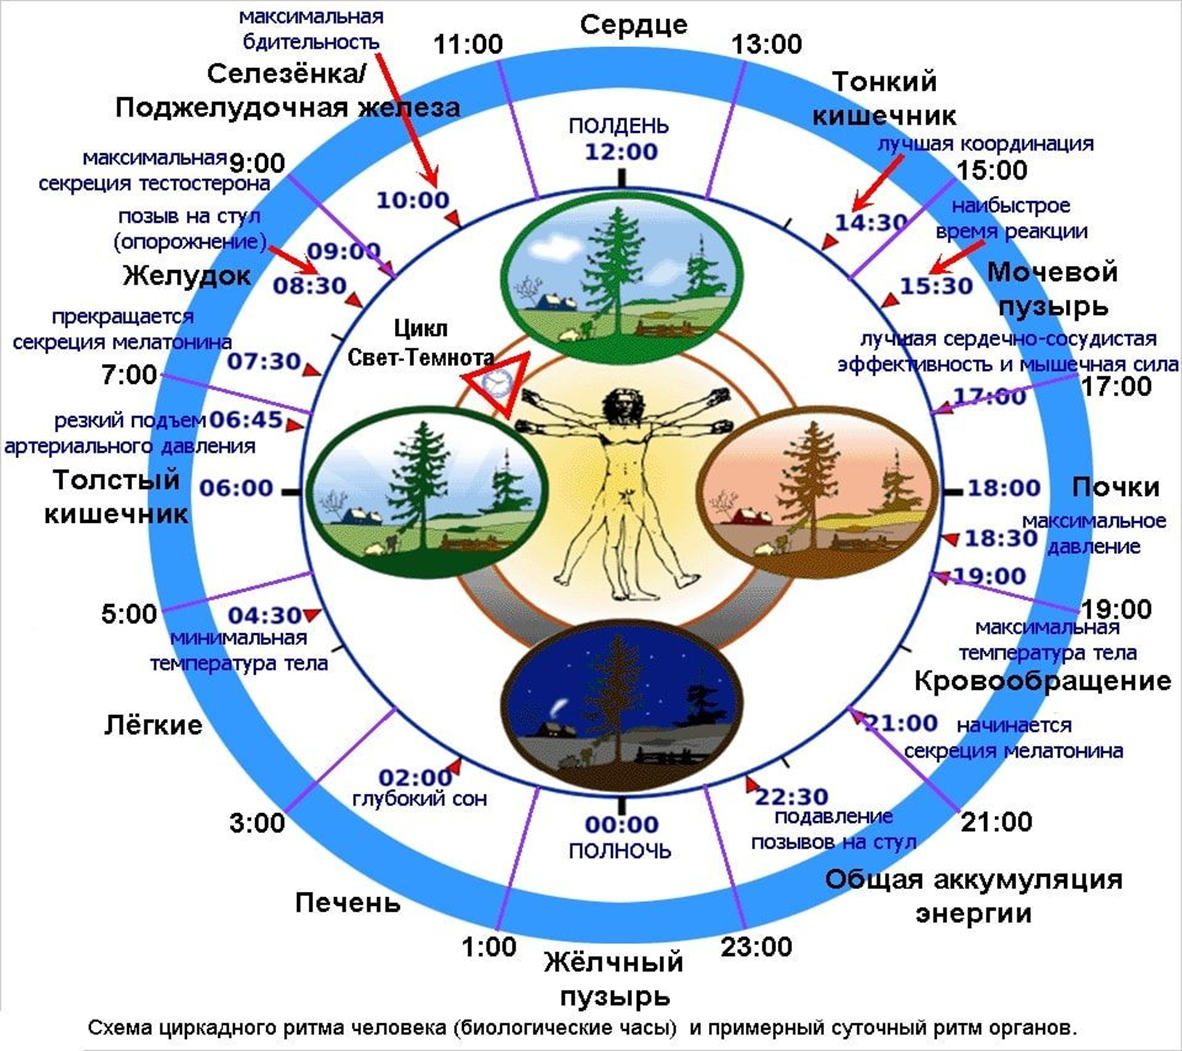 Сердце
11:00
13:00
максимальная
бдительность
Селезёнка/
Поджелудочная железа
Тонкий
кишечник
лучшая координация
ПОЛДЕНЬ
12:00
максимальная
секреция тестостерона
9:00
15:00
10:00
14:30
наибыстрое
время реакции
позыв на стул
(опорожнение)
09:00
Желудок
08:30
15:30
Мочевой
пузырь
прекращается
секреция мелатонина
07:30
Цикл
Свет-Темнота
лучшая сердечно-сосудистая
эффективность и мышечная сила
7:00
17:00
17:00
резкий подъем
артериального давления
06:45
Толстый
кишечник
06:00
18:00
Почки
18:30
максимальное
давление
19:00
5:00
19:00
04:30
минимальная
температура тела
максимальная
температура тела
Кровообращение
Лёгкие
21:00
начинается
секреция мелатонина
02:00
глубокий сон
22:30
подавление
позывов на стул
3:00
21:00
00:00
ПОЛНОЧЬ
Общая аккумуляция
энергии
Печень
1:00
23:00
Жёлчный
пузырь
Схема циркадного ритма человека (биологические часы) и примерный суточный ритм органов.